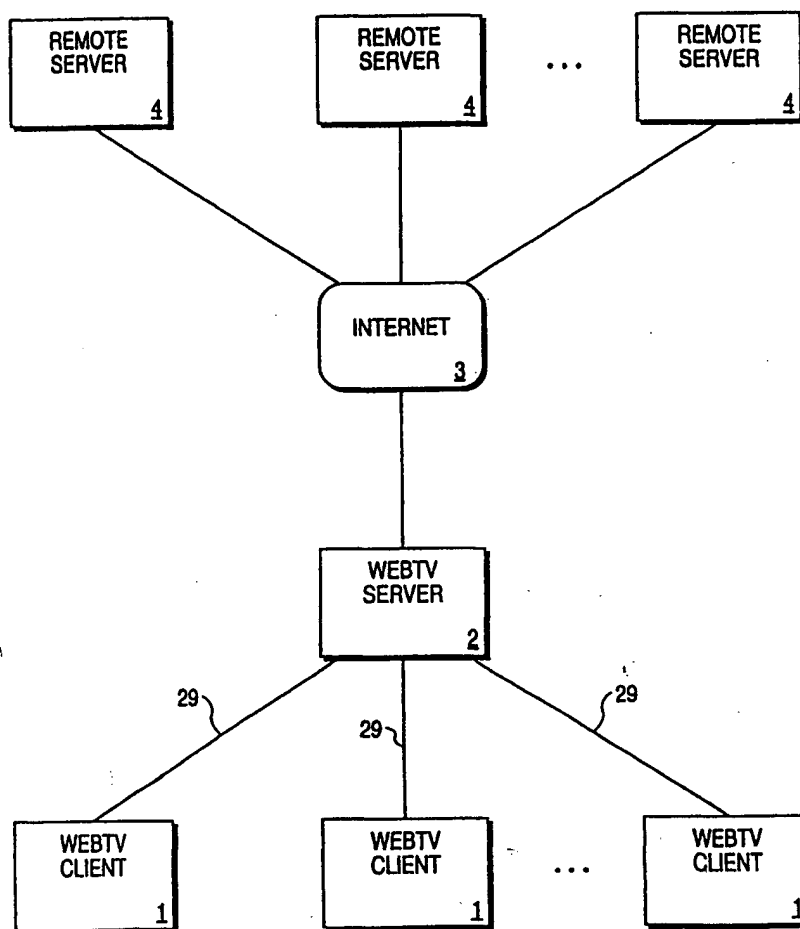 REMOTE
SERVER
4
REMOTE
SERVER
4
...
REMOTE
SERVER
4
INTERNET
3
WEBTV
SERVER
2
29
29
29
WEBTV
CLIENT
1
WEBTV
CLIENT
1
...
WEBTV
CLIENT
1